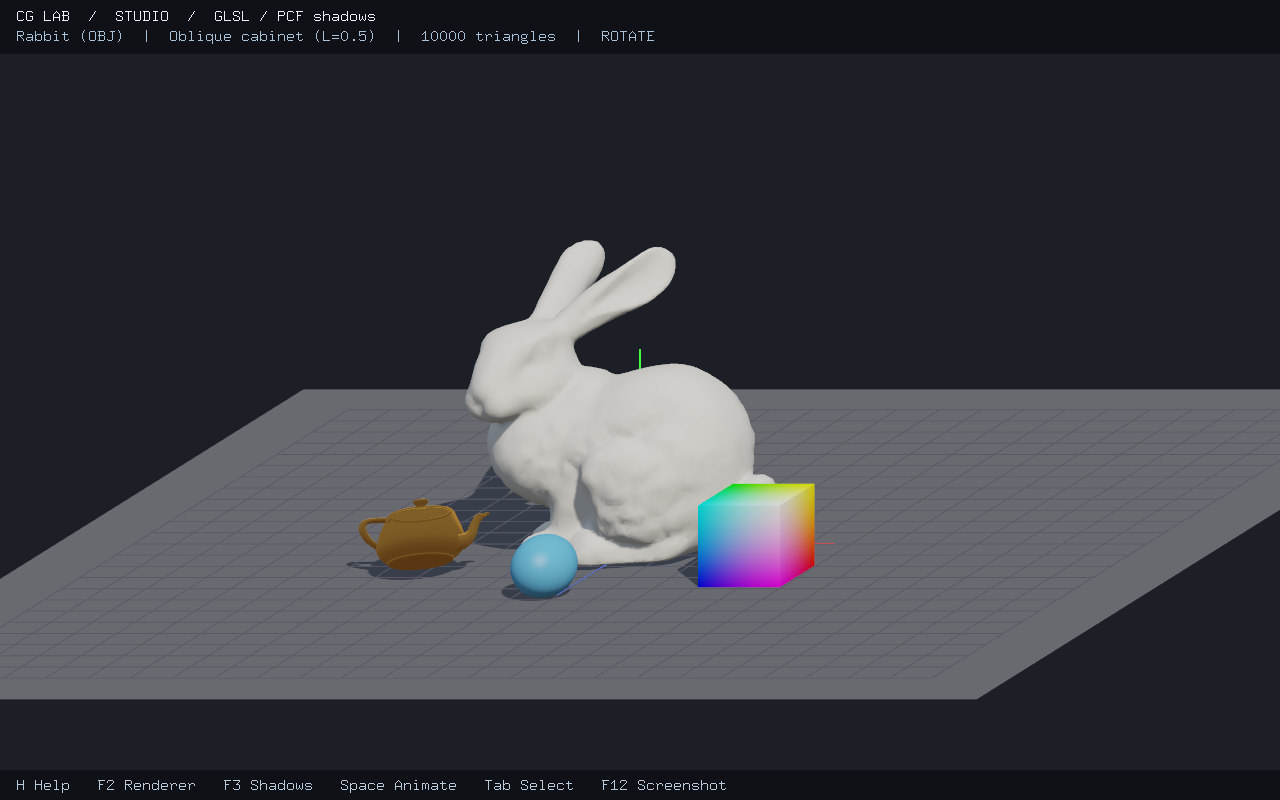 CG LAB  /  STUDIO  /  GLSL / PCF shadows
Rabbit (OBJ)  |  Oblique cabinet (L=0.5)  |  10000 triangles  |  ROTATE
H Help   F2 Renderer   F3 Shadows   Space Animate   Tab Select   F12 Screenshot